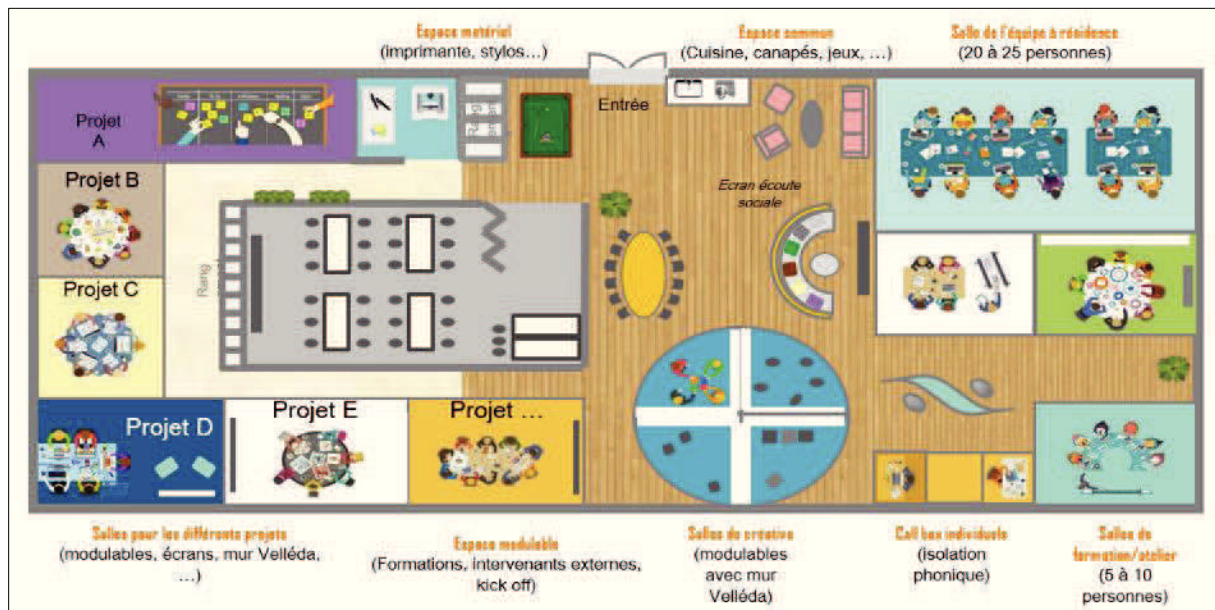 Espace matériel
(imprimante, stylos…)
Espace commun
(Cuisine, canapés, jeux, …)
Salle de l'équipe à résidence
(20 à 25 personnes)
Entrée
Projet
A
Projet B
Projet C
Rang
Ecran écoute
sociale
Projet D
Projet E
Projet …
Salles pour les différents projets
(modulables, écrans, mur Velléda,
…)
Espace modulable
(Formations, intervenants externes,
kick off)
Salles de créative
(modulables
avec mur
Velléda)
Call box individuels
(isolation
phonique)
Salles de
formation/atelier
(5 à 10
personnes)